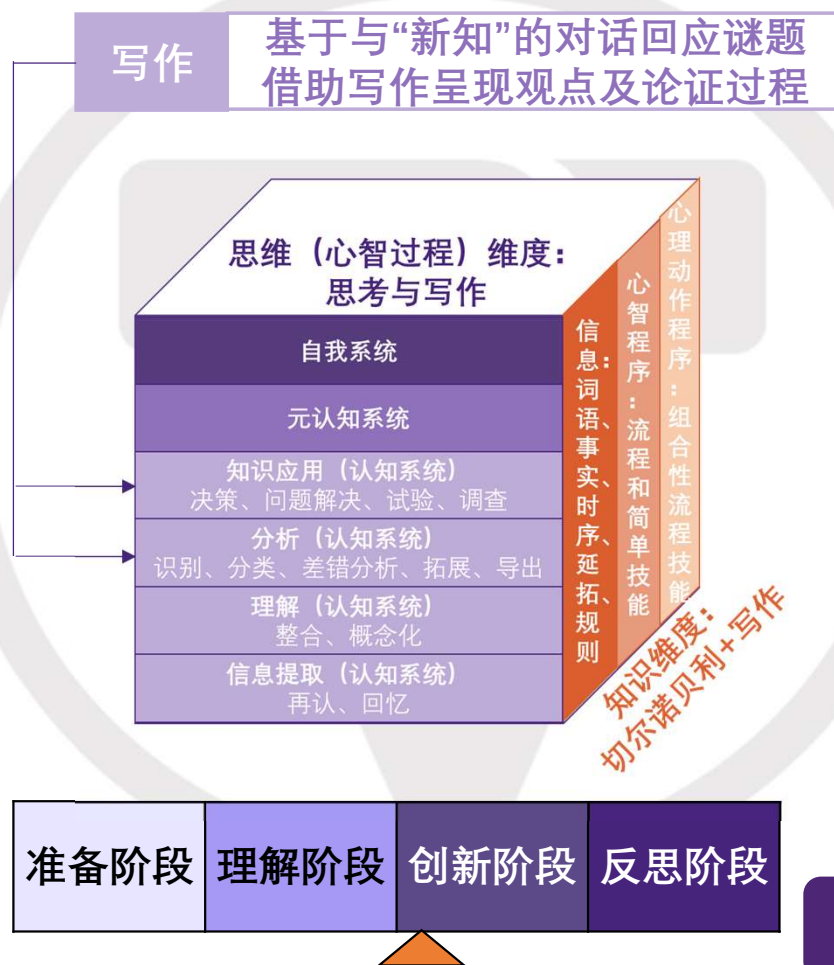 写作
基于与“新知”的对话回应谜题
借助写作呈现观点及论证过程
思维（心智过程）维度：
思考与写作
自我系统
元认知系统
知识应用（认知系统）
决策、问题解决、试验、调查
分析（认知系统）
识别、分类、差错分析、拓展、导出
理解（认知系统）
整合、概念化
信息提取（认知系统）
再认、回忆
信息：词语、事实、时序、延拓、规则
心智程序：流程和简单技能
心理动作程序：组合性流程技能
知识维度：
切尔诺贝利+写作
准备阶段
理解阶段
创新阶段
反思阶段